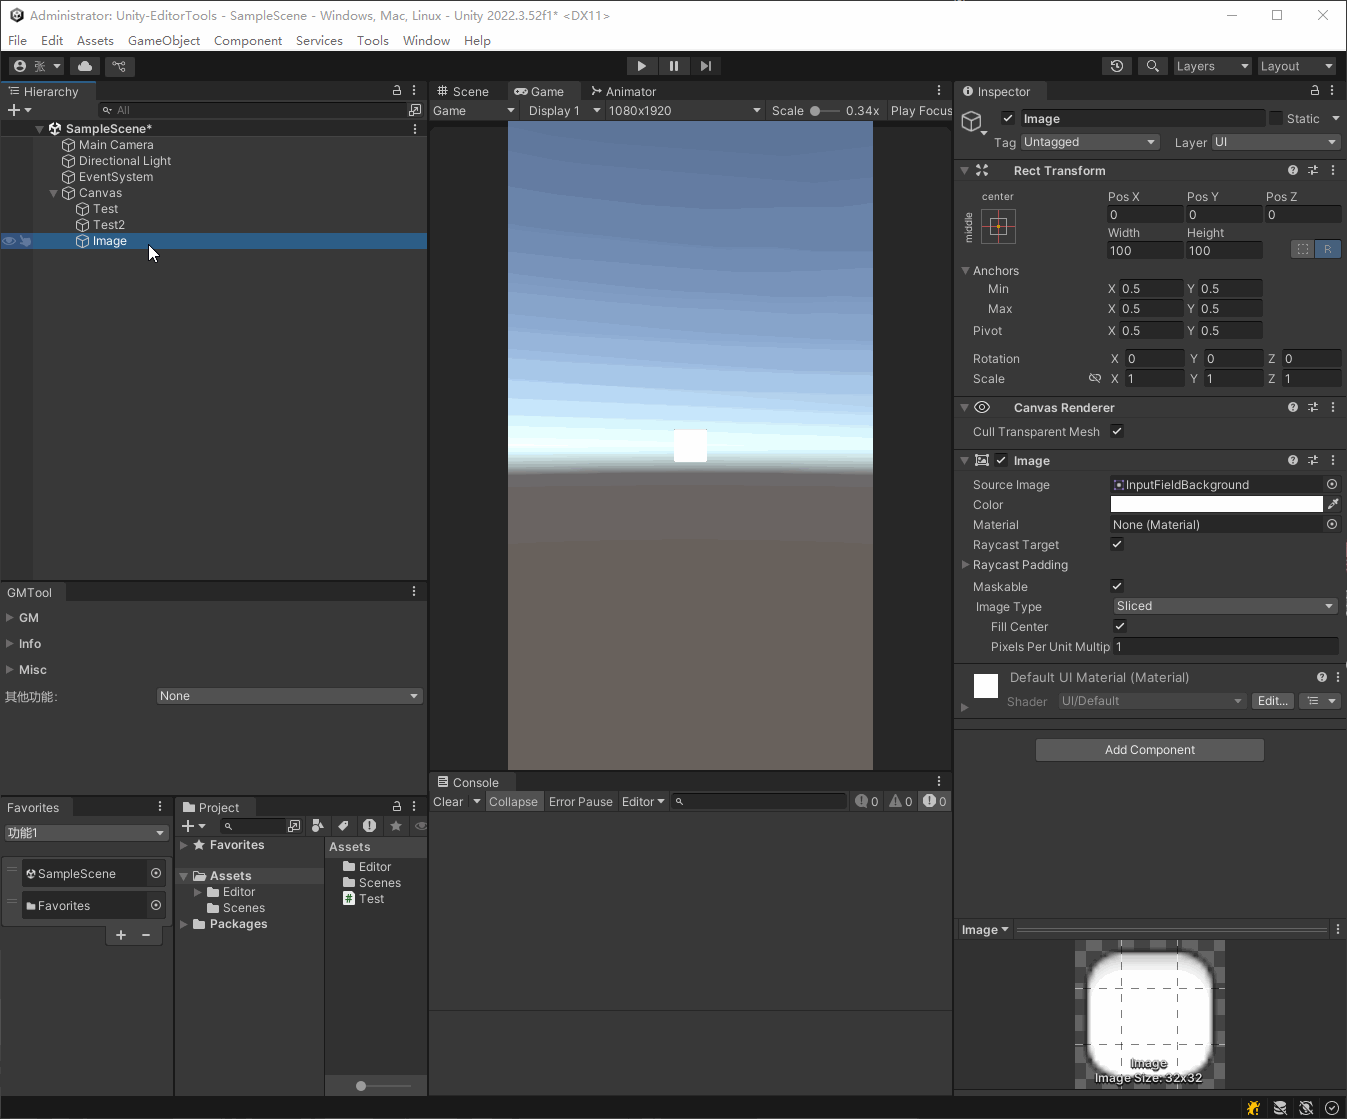 Administrator: Unity-EditorTools - SampleScene - Windows, Mac, Linux - Unity 2022.3.52f1* <DX11>
File Edit Assets GameObject Component Services Tools Window Help
Layers Layout
Hierarchy
All
SampleScene*
Main Camera
Directional Light
EventSystem
Canvas
Test
Test2
Image
GMTool
GM
Info
Misc
其他功能:
None
Favorites
功能1
SampleScene
Favorites
Project
Favorites
Assets
Editor
Scenes
Packages
Assets
Editor
Scenes
Test
Scene Game Animator
Game Display 1 1080x1920 Scale 0.34x Play Focus
Console
Clear Collapse Error Pause Editor 0 0 0
Inspector
Image Static
Tag Untagged Layer UI
Rect Transform
center
middle
Pos X Pos Y Pos Z
0 0 0
Width Height
100 100 R
Anchors
Min X 0.5 Y 0.5
Max X 0.5 Y 0.5
Pivot X 0.5 Y 0.5
Rotation X 0 Y 0 Z 0
Scale X 1 Y 1 Z 1
Canvas Renderer
Cull Transparent Mesh
Image
Source Image InputFieldBackground
Color
Material None (Material)
Raycast Target
Raycast Padding
Maskable
Image Type Sliced
Fill Center
Pixels Per Unit Multip 1
Default UI Material (Material)
Shader UI/Default Edit...
Add Component
Image
Image
Image Size: 32x32